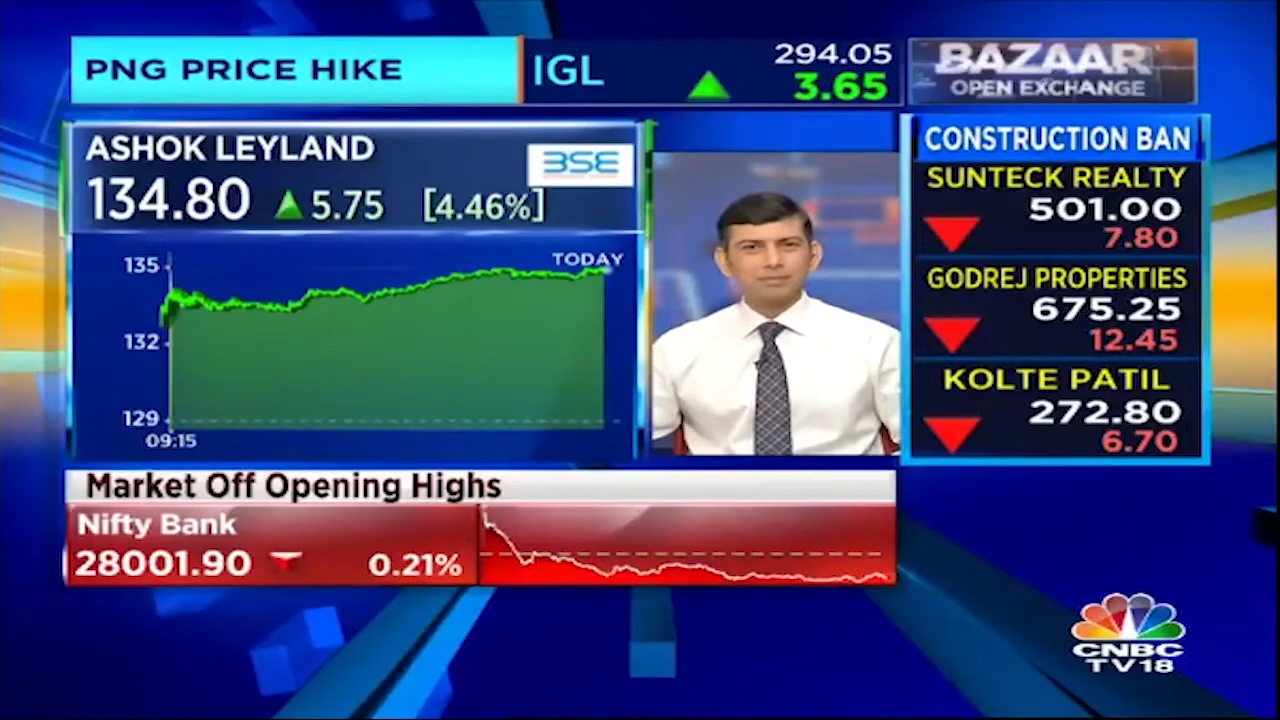 PNG PRICE HIKE
IGL
294.05
3.65
BAZAAR
OPEN EXCHANGE
ASHOK LEYLAND
134.80 5.75 [4.46%]
BSE
TODAY
135
132
129
09:15
CONSTRUCTION BAN
SUNTECK REALTY
501.00
7.80
GODREJ PROPERTIES
675.25
12.45
KOLTE PATIL
272.80
6.70
Market Off Opening Highs
Nifty Bank
28001.90 0.21%
CNBC
TV18